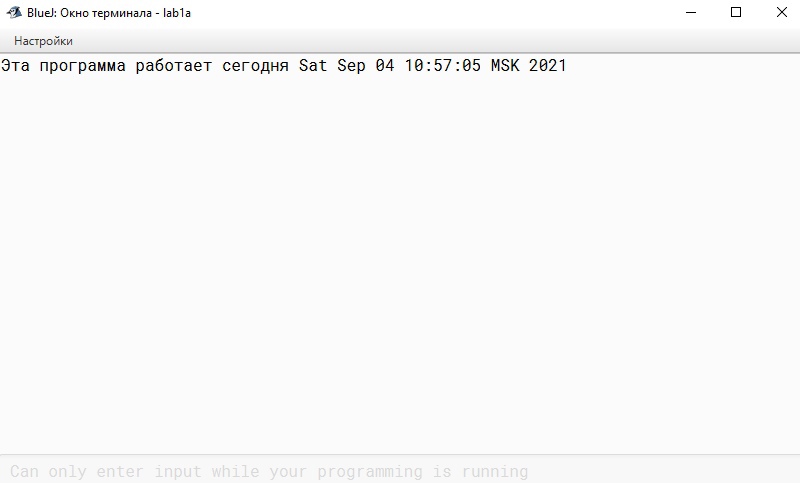 BlueJ: Окно терминала - lab1a
Настройки
Эта программа работает сегодня Sat Sep 04 10:57:05 MSK 2021
Can only enter input while your programming is running